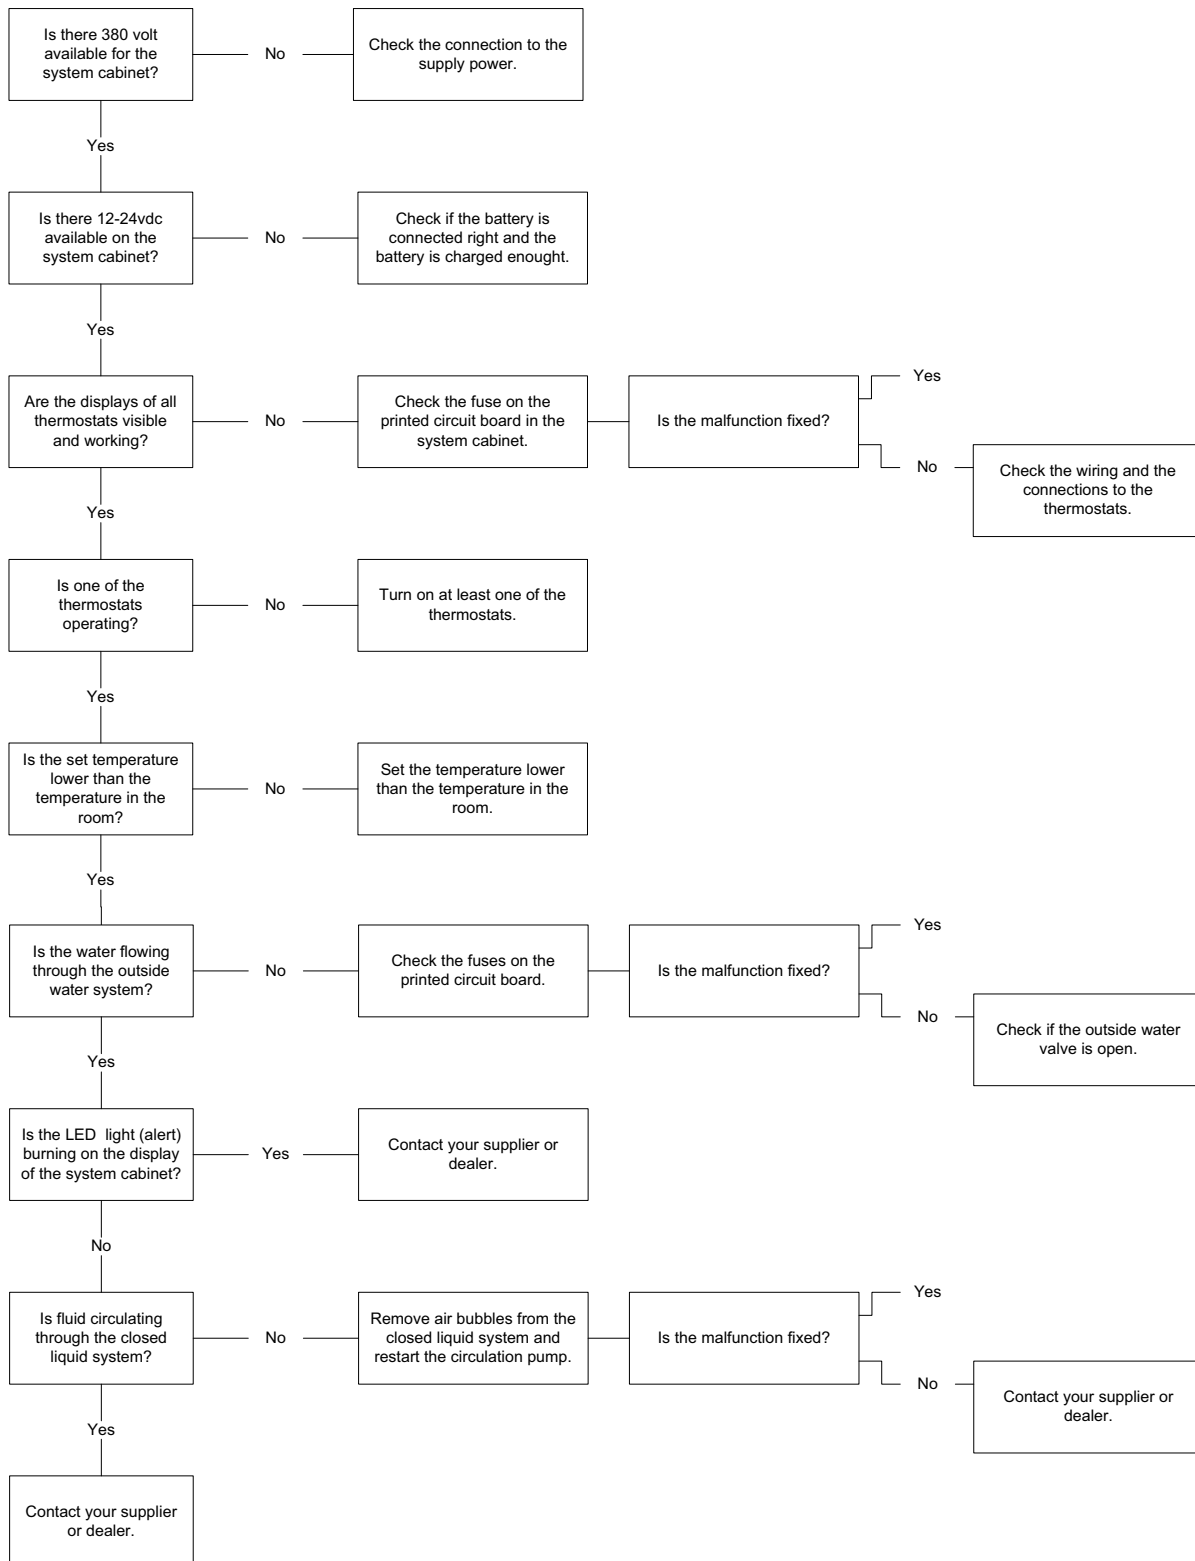 Is there 380 volt
available for the
system cabinet?
No
Check the connection to the
supply power.
Yes
Is there 12-24vdc
available on the
system cabinet?
No
Check if the battery is
connected right and the
battery is charged enought.
Yes
Are the displays of all
thermostats visible
and working?
No
Check the fuse on the
printed circuit board in the
system cabinet.
Is the malfunction fixed?
Yes
No
Check the wiring and the
connections to the
thermostats.
Yes
Is one of the
thermostats
operating?
No
Turn on at least one of the
thermostats.
Yes
Is the set temperature
lower than the
temperature in the
room?
No
Set the temperature lower
than the temperature in the
room.
Yes
Is the water flowing
through the outside
water system?
No
Check the fuses on the
printed circuit board.
Is the malfunction fixed?
Yes
No
Check if the outside water
valve is open.
Yes
Is the LED light (alert)
burning on the display
of the system cabinet?
Yes
Contact your supplier or
dealer.
No
Is fluid circulating
through the closed
liquid system?
No
Remove air bubbles from the
closed liquid system and
restart the circulation pump.
Is the malfunction fixed?
Yes
No
Contact your supplier or
dealer.
Yes
Contact your supplier
or dealer.